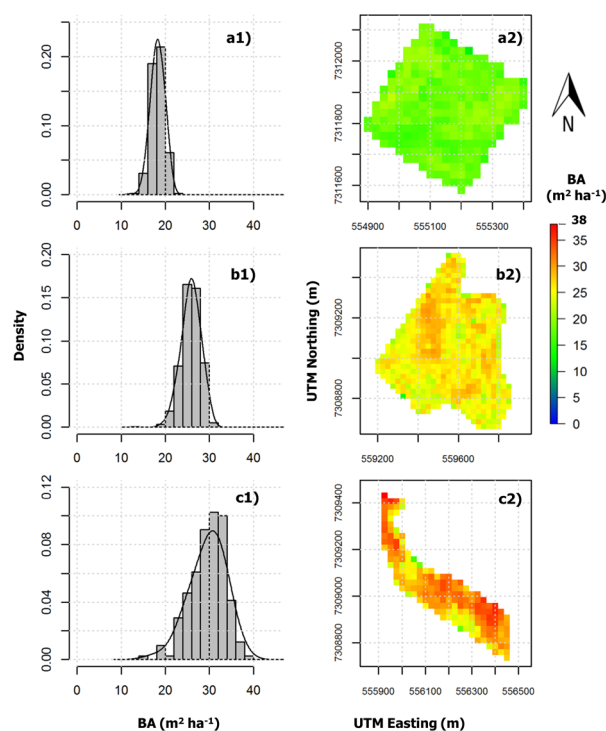 a1)
0.20
0.10
0.00
0 10 20 30 40
a2)
7312000
7311800
7311600
554900 555100 555300
N
BA
(m² ha⁻¹)
38
35
30
25
20
15
10
5
0
Density
b1)
0.20
0.15
0.10
0.05
0.00
0 10 20 30 40
UTM Northing (m)
b2)
7309200
7308800
559200 559600
c1)
0.12
0.08
0.04
0.00
0 10 20 30 40
BA (m² ha⁻¹)
c2)
7309400
7309200
7309000
7308800
555900 556100 556300 556500
UTM Easting (m)